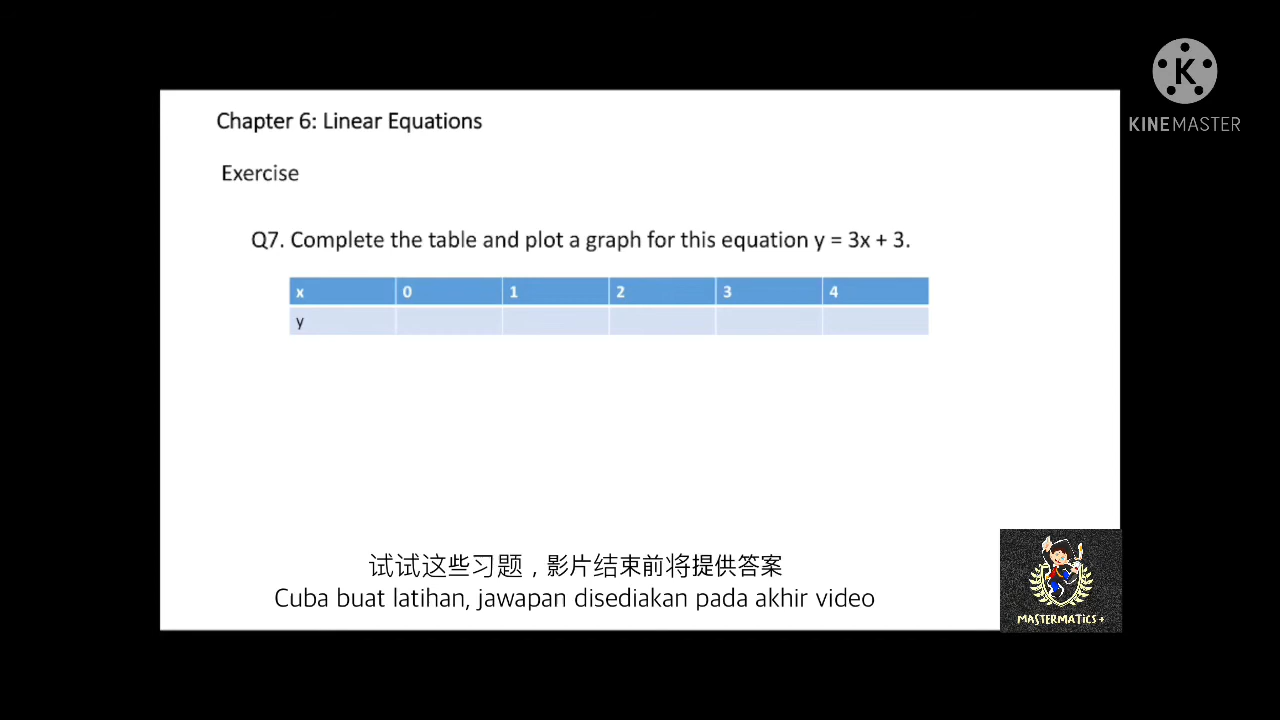 KINEMASTER
Chapter 6: Linear Equations
Exercise
Q7. Complete the table and plot a graph for this equation y = 3x + 3.
x 0 1 2 3 4
y
试试这些习题，影片结束前将提供答案
Cuba buat latihan, jawapan disediakan pada akhir video
MASTERMATiCS +